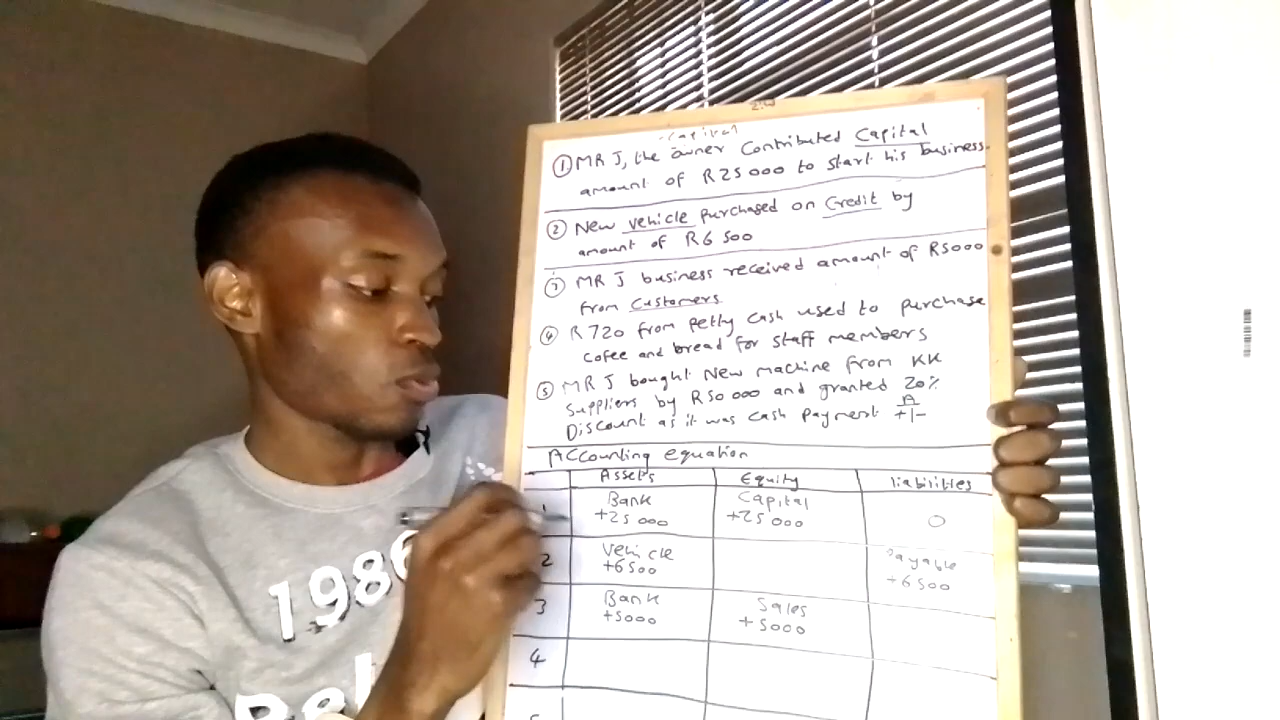 capital
① MR J, the owner contributed Capital
amount of R25 000 to start his business
② New vehicle purchased on Credit by
amount of R6 500
③ MR J business received amount of R5000
from Customers
④ R720 from petty cash used to purchase
cofee and bread for staff members
⑤ MR J bought New machine from KK
suppliers by R50 000 and granted 20%
Discount as it was cash payment
A
+/-
Accounting equation
Assets Equity liabilities
1 Bank Capital
+25 000 +25 000 0
2 Vehicle Payable
+6500 +6500
3 Bank Sales
+5000 +5000
4
1986